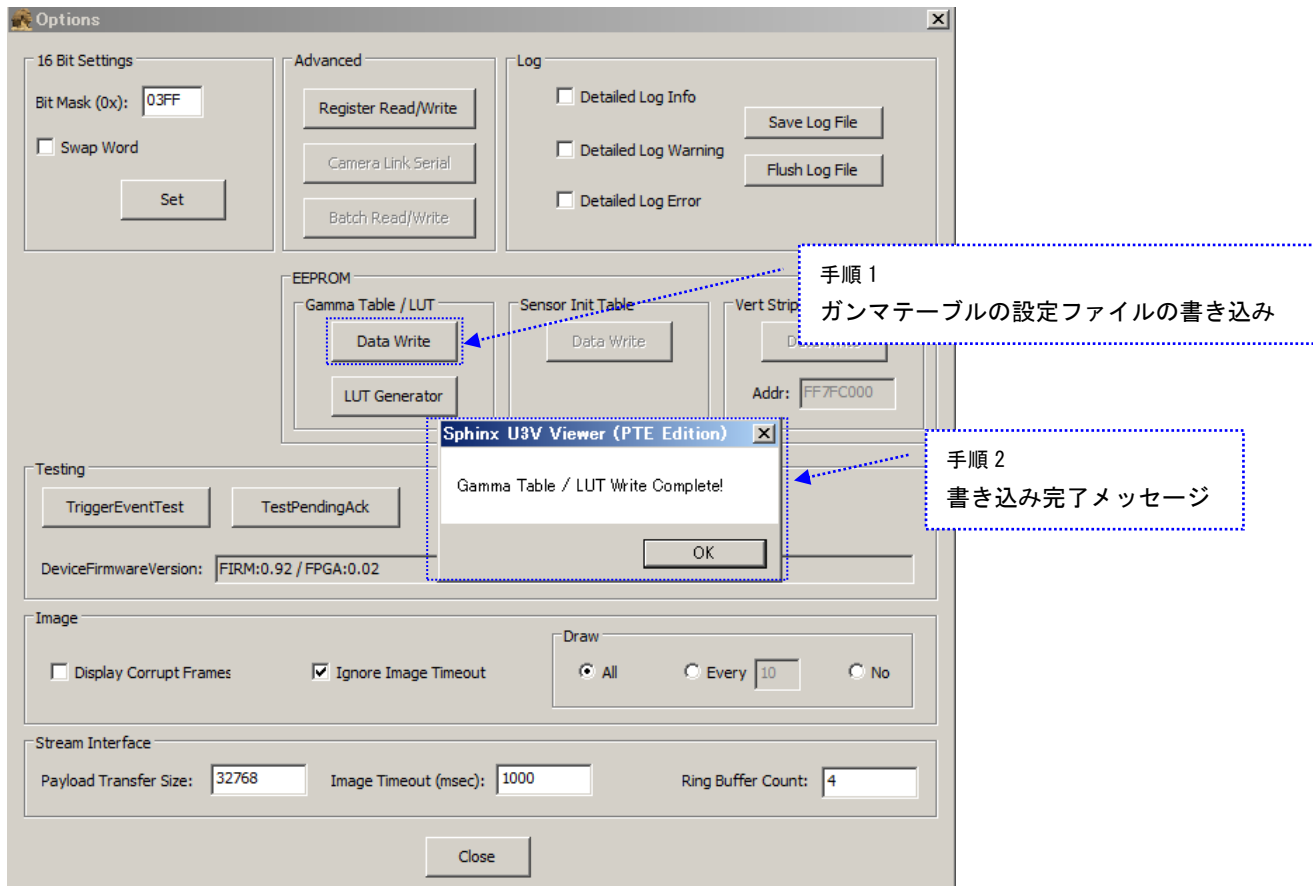 Options
16 Bit Settings
Bit Mask (0x): 03FF
Swap Word
Set
Advanced
Register Read/Write
Camera Link Serial
Batch Read/Write
Log
Detailed Log Info
Detailed Log Warning
Detailed Log Error
Save Log File
Flush Log File
手順 1
ガンマテーブルの設定ファイルの書き込み
EEPROM
Gamma Table / LUT
Data Write
LUT Generator
Sensor Init Table
Data Write
Vert Strip
Addr: FF7FC000
Sphinx U3V Viewer (PTE Edition)
Gamma Table / LUT Write Complete!
OK
手順 2
書き込み完了メッセージ
Testing
TriggerEventTest
TestPendingAck
DeviceFirmwareVersion: FIRM:0.92 / FPGA:0.02
Image
Display Corrupt Frames
Ignore Image Timeout
Draw
All
Every 10
No
Stream Interface
Payload Transfer Size: 32768
Image Timeout (msec): 1000
Ring Buffer Count: 4
Close